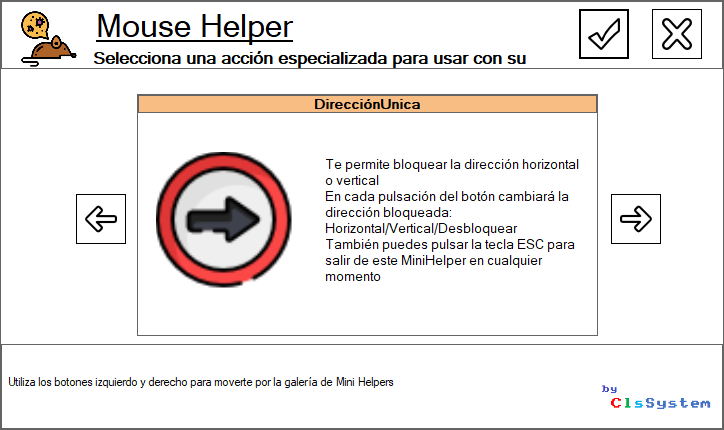 Mouse Helper
Selecciona una acción especializada para usar con su
DirecciónUnica
Te permite bloquear la dirección horizontal
o vertical
En cada pulsación del botón cambiará la
dirección bloqueada:
Horizontal/Vertical/Desbloquear
También puedes pulsar la tecla ESC para
salir de este MiniHelper en cualquier
momento
Utiliza los botones izquierdo y derecho para moverte por la galería de Mini Helpers
by
ClsSystem